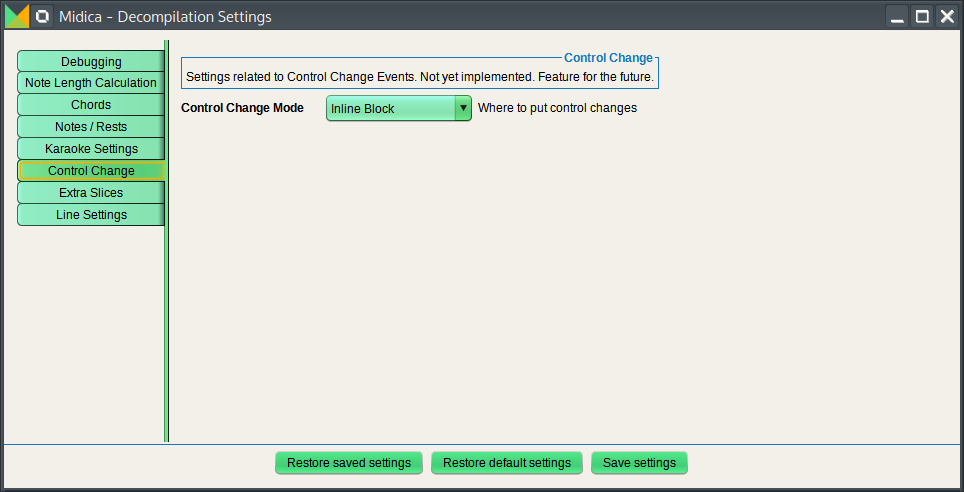 Midica - Decompilation Settings
Debugging
Note Length Calculation
Chords
Notes / Rests
Karaoke Settings
Control Change
Extra Slices
Line Settings
Control Change
Settings related to Control Change Events. Not yet implemented. Feature for the future.
Control Change Mode Inline Block Where to put control changes
Restore saved settings Restore default settings Save settings